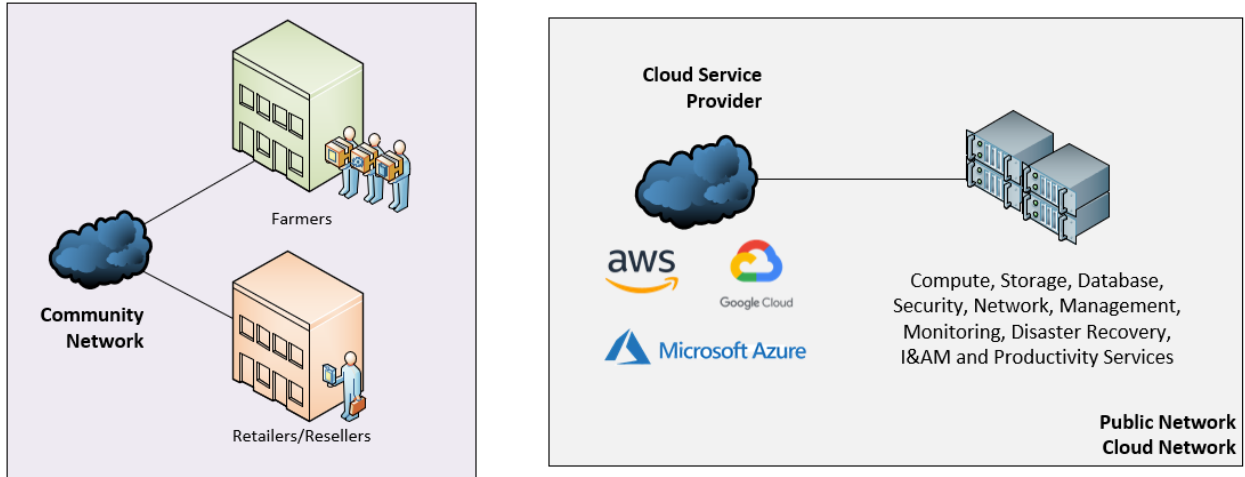 Farmers
Community
Network
Retailers/Resellers
Cloud Service
Provider
aws
Google Cloud
Microsoft Azure
Compute, Storage, Database,
Security, Network, Management,
Monitoring, Disaster Recovery,
I&AM and Productivity Services
Public Network
Cloud Network